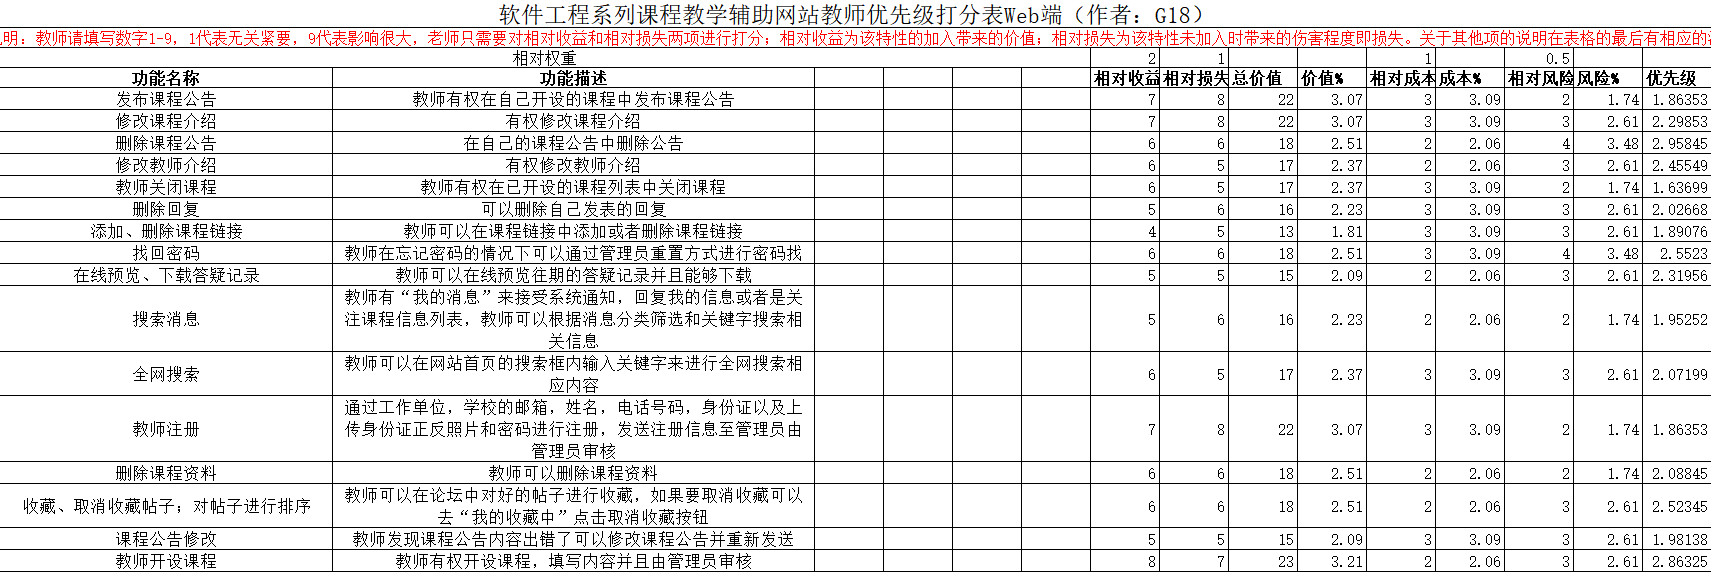 软件工程系列课程教学辅助网站教师优先级打分表Web端（作者：G18）
明：教师请填写数字1-9，1代表无关紧要，9代表影响很大，老师只需要对相对收益和相对损失两项进行打分；相对收益为该特性的加入带来的价值；相对损失为该特性未加入时带来的伤害程度即损失。关于其他项的说明在表格的最后有相应的
相对权重 2 1 1 0.5
功能名称 功能描述 相对收益 相对损失 总价值 价值% 相对成本 成本% 相对风险 风险% 优先级
发布课程公告 教师有权在自己开设的课程中发布课程公告 7 8 22 3.07 3 3.09 2 1.74 1.86353
修改课程介绍 有权修改课程介绍 7 8 22 3.07 3 3.09 3 2.61 2.29853
删除课程公告 在自己的课程公告中删除公告 6 6 18 2.51 2 2.06 4 3.48 2.95845
修改教师介绍 有权修改教师介绍 6 5 17 2.37 2 2.06 3 2.61 2.45549
教师关闭课程 教师有权在已开设的课程列表中关闭课程 6 5 17 2.37 3 3.09 2 1.74 1.63699
删除回复 可以删除自己发表的回复 5 6 16 2.23 3 3.09 3 2.61 2.02668
添加、删除课程链接 教师可以在课程链接中添加或者删除课程链接 4 5 13 1.81 3 3.09 3 2.61 1.89076
找回密码 教师在忘记密码的情况下可以通过管理员重置方式进行密码找 6 6 18 2.51 3 3.09 4 3.48 2.5523
在线预览、下载答疑记录 教师可以在线预览往期的答疑记录并且能够下载 5 5 15 2.09 2 2.06 3 2.61 2.31956
教师有“我的消息”来接受系统通知，回复我的信息或者是关
搜索消息 注课程信息列表，教师可以根据消息分类筛选和关键字搜索相 5 6 16 2.23 2 2.06 2 1.74 1.95252
关信息
教师可以在网站首页的搜索框内输入关键字来进行全网搜索相
全网搜索 应内容 6 5 17 2.37 3 3.09 3 2.61 2.07199
通过工作单位，学校的邮箱，姓名，电话号码，身份证以及上
教师注册 传身份证正反照片和密码进行注册，发送注册信息至管理员由 7 8 22 3.07 3 3.09 2 1.74 1.86353
管理员审核
删除课程资料 教师可以删除课程资料 6 6 18 2.51 2 2.06 2 1.74 2.08845
教师可以在论坛中对好的帖子进行收藏，如果要取消收藏可以
收藏、取消收藏帖子；对帖子进行排序 去“我的收藏中”点击取消收藏按钮 6 6 18 2.51 2 2.06 3 2.61 2.52345
课程公告修改 教师发现课程公告内容出错了可以修改课程公告并重新发送 5 5 15 2.09 3 3.09 3 2.61 1.98138
教师开设课程 教师有权开设课程，填写内容并且由管理员审核 8 7 23 3.21 2 2.06 3 2.61 2.86325